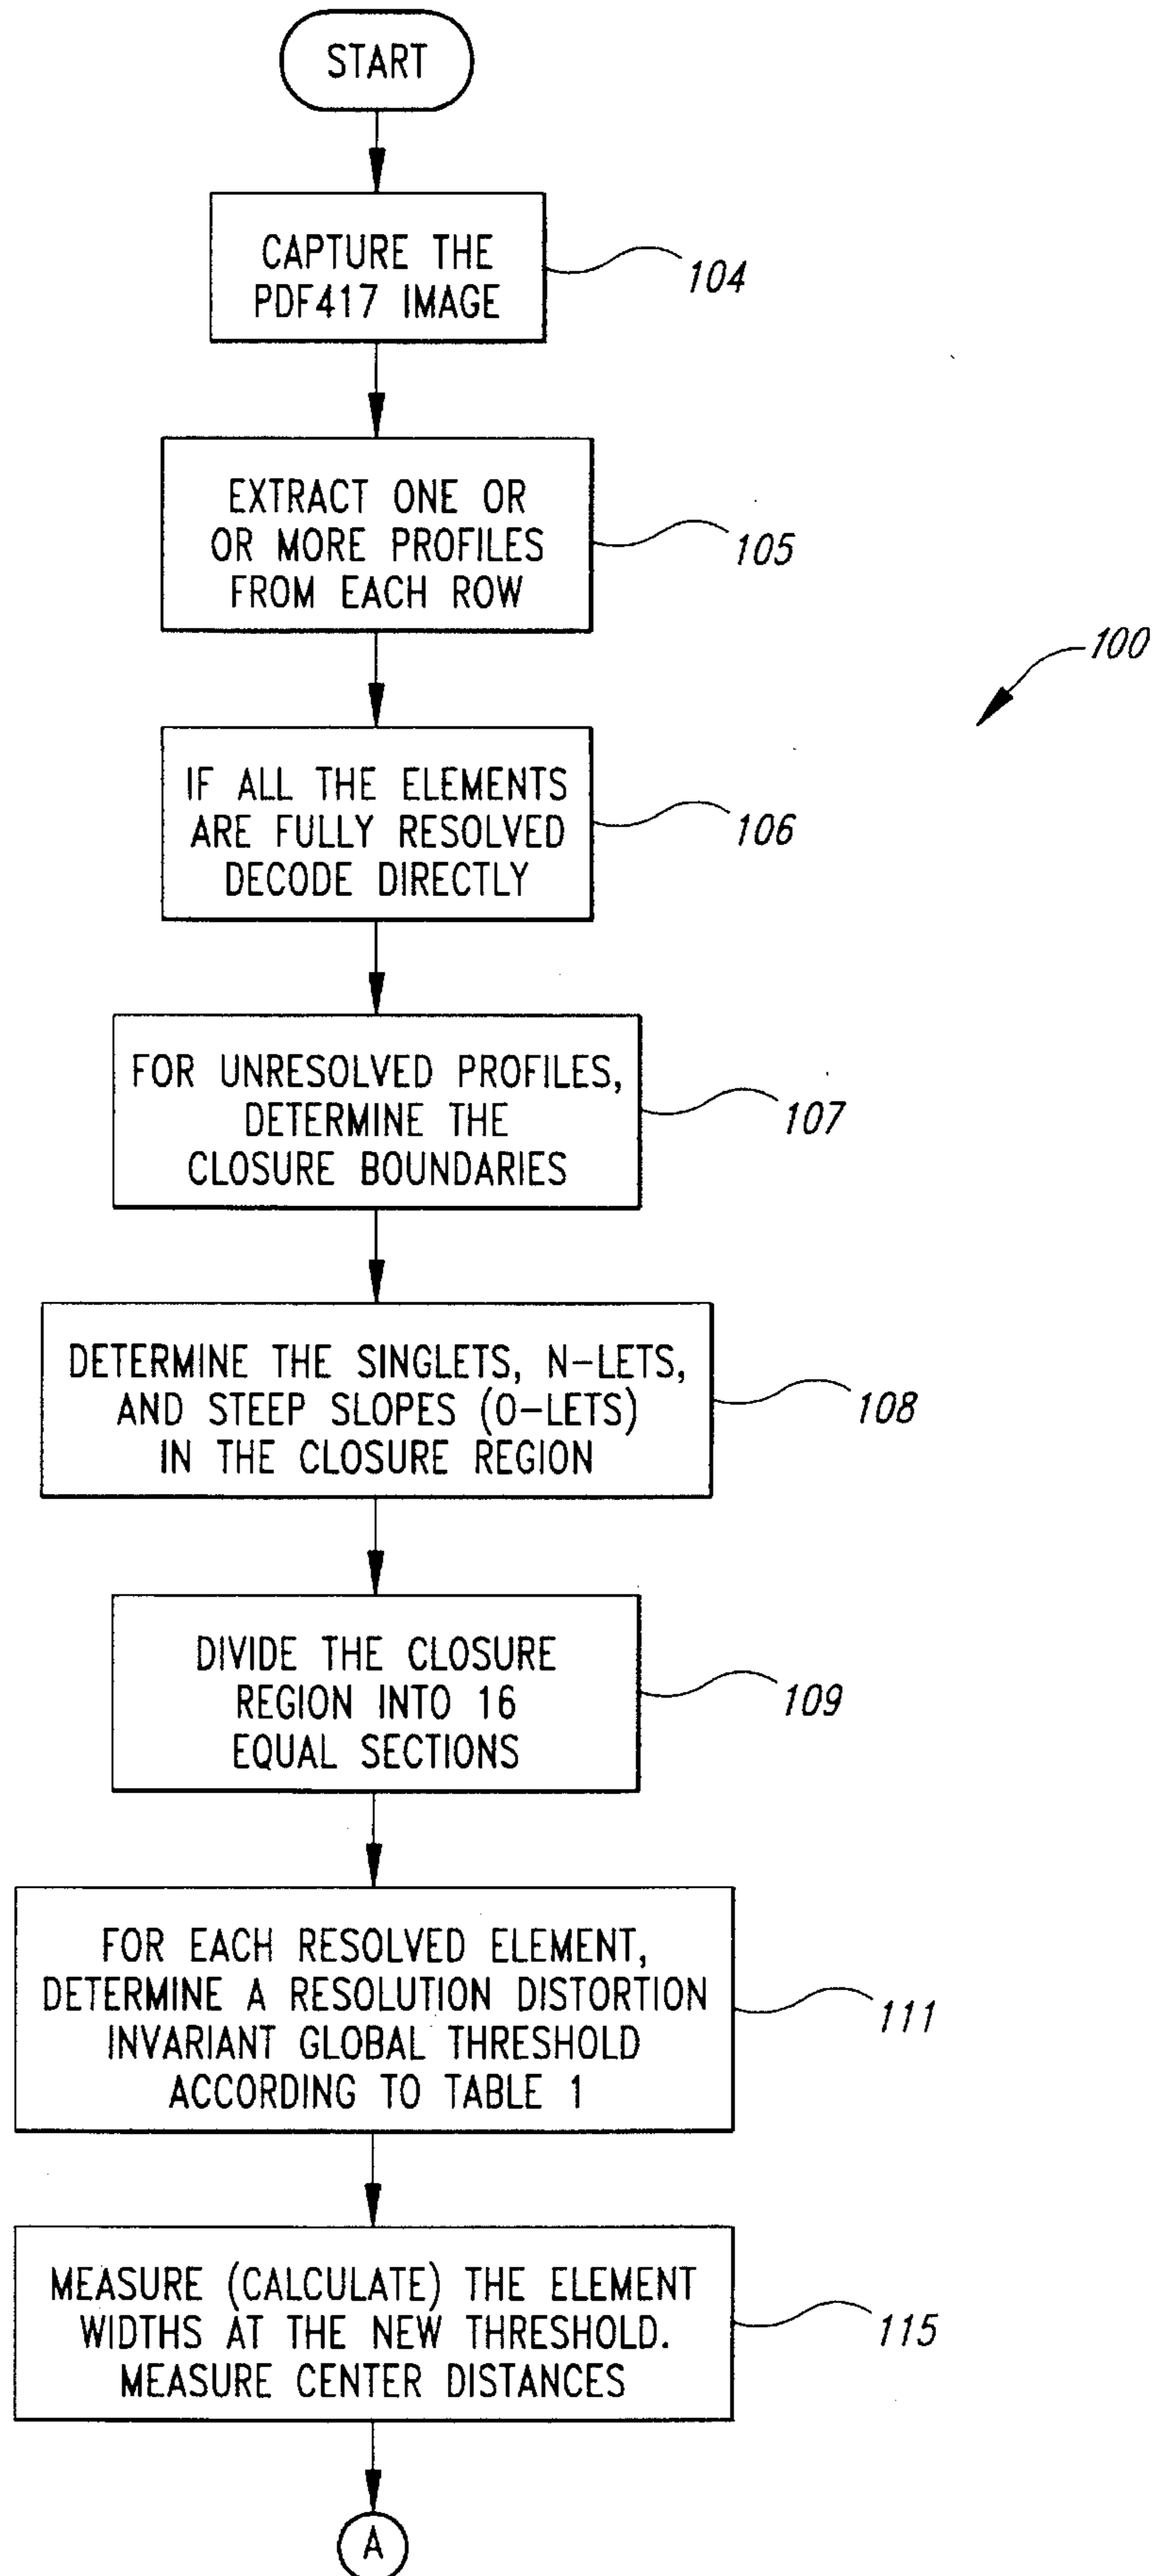 START
CAPTURE THE
PDF417 IMAGE
104
EXTRACT ONE OR
OR MORE PROFILES
FROM EACH ROW
105
100
IF ALL THE ELEMENTS
ARE FULLY RESOLVED
DECODE DIRECTLY
106
FOR UNRESOLVED PROFILES,
DETERMINE THE
CLOSURE BOUNDARIES
107
DETERMINE THE SINGLETS, N-LETS,
AND STEEP SLOPES (0-LETS)
IN THE CLOSURE REGION
108
DIVIDE THE CLOSURE
REGION INTO 16
EQUAL SECTIONS
109
FOR EACH RESOLVED ELEMENT,
DETERMINE A RESOLUTION DISTORTION
INVARIANT GLOBAL THRESHOLD
ACCORDING TO TABLE 1
111
MEASURE (CALCULATE) THE ELEMENT
WIDTHS AT THE NEW THRESHOLD.
MEASURE CENTER DISTANCES
115
A